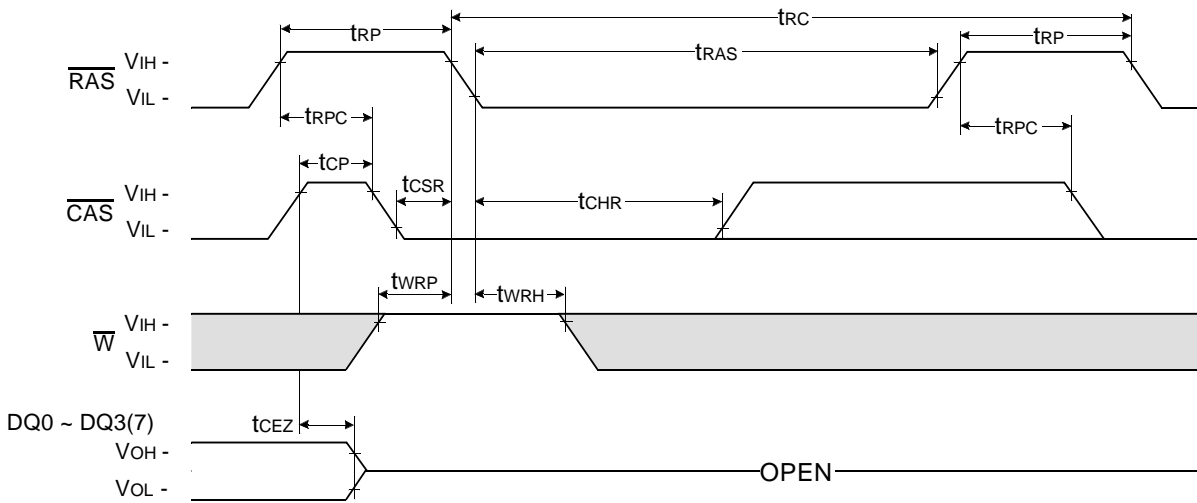 tRP
tRC
tRAS
tRP
RAS
VIH -
VIL -
tRPC
tRPC
tCP
tCSR
tCHR
CAS
VIH -
VIL -
tWRP
tWRH
W
VIH -
VIL -
DQ0 ~ DQ3(7)
tCEZ
VOH -
VOL -
OPEN